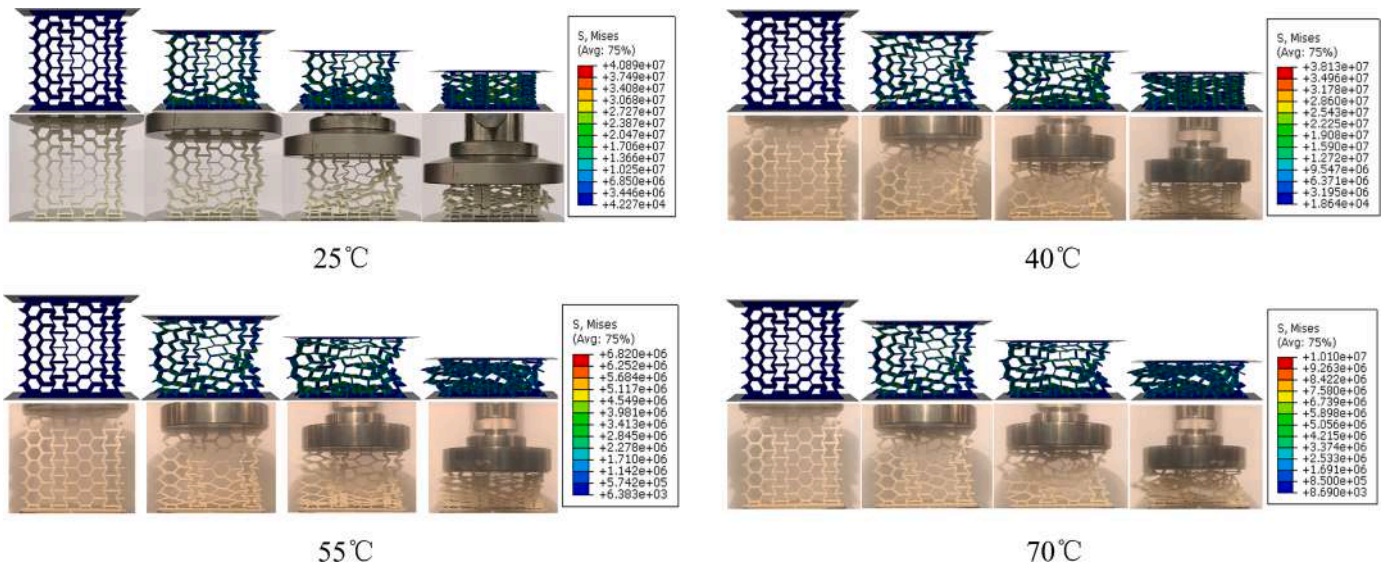 S, Mises
(Avg: 75%)
+4.089e+07
+3.749e+07
+3.408e+07
+3.068e+07
+2.727e+07
+2.387e+07
+2.047e+07
+1.706e+07
+1.366e+07
+1.025e+07
+6.850e+06
+3.446e+06
+4.227e+04
25℃
S, Mises
(Avg: 75%)
+3.813e+07
+3.496e+07
+3.178e+07
+2.860e+07
+2.543e+07
+2.225e+07
+1.908e+07
+1.590e+07
+1.272e+07
+9.547e+06
+6.371e+06
+3.195e+06
+1.864e+04
40℃
S, Mises
(Avg: 75%)
+6.820e+06
+6.252e+06
+5.684e+06
+5.117e+06
+4.549e+06
+3.981e+06
+3.413e+06
+2.845e+06
+2.278e+06
+1.710e+06
+1.142e+06
+5.742e+05
+6.383e+03
55℃
S, Mises
(Avg: 75%)
+1.010e+07
+9.263e+06
+8.422e+06
+7.580e+06
+6.739e+06
+5.898e+06
+5.056e+06
+4.215e+06
+3.374e+06
+2.533e+06
+1.691e+06
+8.500e+05
+8.690e+03
70℃